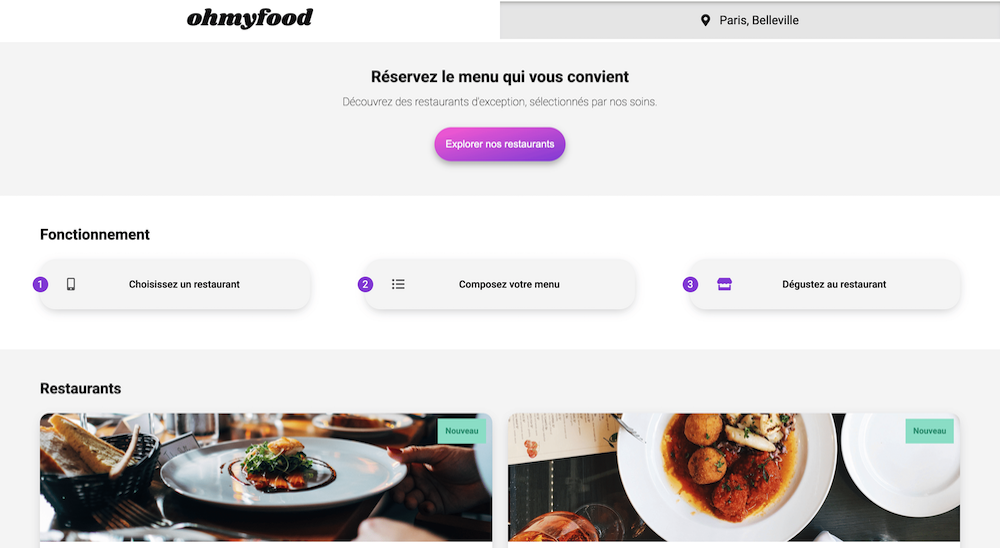 ohmyfood
Paris, Belleville
Réservez le menu qui vous convient
Découvrez des restaurants d'exception, sélectionnés par nos soins.
Explorer nos restaurants
Fonctionnement
1 Choisissez un restaurant
2 Composez votre menu
3 Dégustez au restaurant
Restaurants
Nouveau
Nouveau